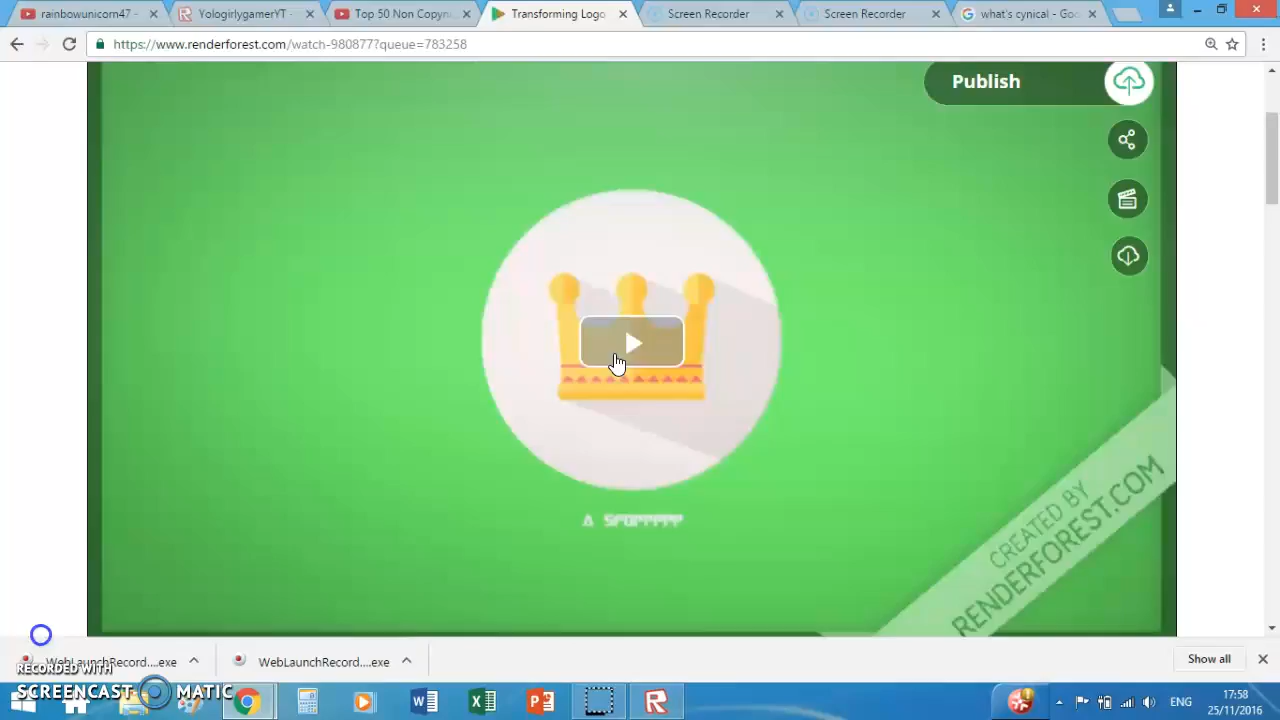 rainbowunicorn47 -
YologirlygamerYT -
Top 50 Non Copyri
Transforming Logo
Screen Recorder
Screen Recorder
what's cynical - Goo
https://www.renderforest.com/watch-980877?queue=783258
Publish
CREATED BY
RENDERFOREST.COM
WebLaunchRecord....exe
WebLaunchRecord....exe
Show all
RECORDED WITH
SCREENCAST MATIC
ENG
17:58
25/11/2016